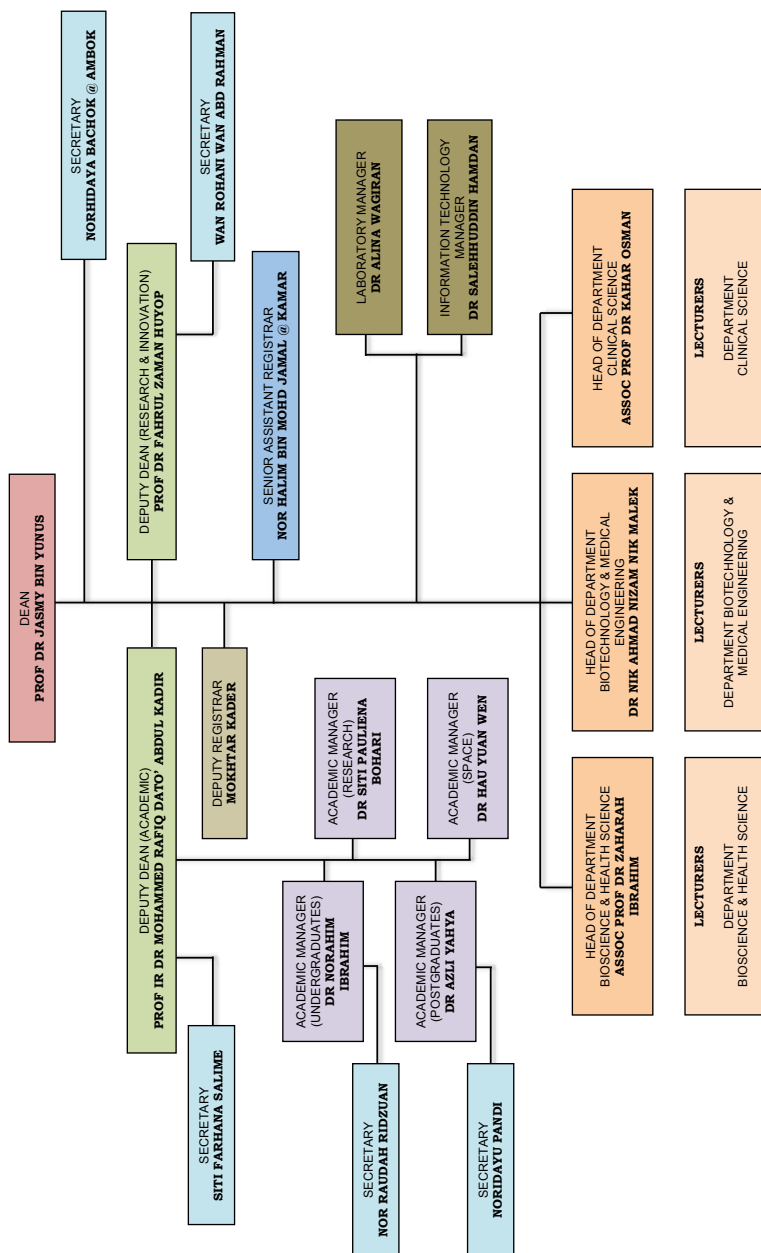 DEAN
PROF DR JASMY BIN YUNUS
SECRETARY
NORHIDAYA BACHOK @ AMBOK
DEPUTY DEAN (ACADEMIC)
PROF IR DR MOHAMMED RAFIQ DATO' ABDUL KADIR
DEPUTY DEAN (RESEARCH & INNOVATION)
PROF DR FAHRUL ZAMAN HUYOP
SECRETARY
SITI FARHANA SALIME
SECRETARY
WAN ROHANI WAN ABD RAHMAN
DEPUTY REGISTRAR
MOKHTAR KADER
SENIOR ASSISTANT REGISTRAR
NOR HALIM BIN MOHD JAMAL @ KAMAR
ACADEMIC MANAGER
(UNDERGRADUATES)
DR NORAHIM
IBRAHIM
ACADEMIC MANAGER
(RESEARCH)
DR SITI PAULIENA
BOHARI
LABORATORY MANAGER
DR ALINA WAGIRAN
SECRETARY
NOR RAUDAH RIDZUAN
ACADEMIC MANAGER
(POSTGRADUATES)
DR AZLI YAHYA
ACADEMIC MANAGER
(SPACE)
DR HAU YUAN WEN
INFORMATION TECHNOLOGY
MANAGER
DR SALEHHUDDIN HAMDAN
SECRETARY
NORIDAYU PANDI
HEAD OF DEPARTMENT
BIOSCIENCE & HEALTH SCIENCE
ASSOC PROF DR ZAHARAH
IBRAHIM
HEAD OF DEPARTMENT
BIOTECHNOLOGY & MEDICAL
ENGINEERING
DR NIK AHMAD NIZAM NIK MALEK
HEAD OF DEPARTMENT
CLINICAL SCIENCE
ASSOC PROF DR KAHAR OSMAN
LECTURERS
DEPARTMENT
BIOSCIENCE & HEALTH SCIENCE
LECTURERS
DEPARTMENT BIOTECHNOLOGY &
MEDICAL ENGINEERING
LECTURERS
DEPARTMENT
CLINICAL SCIENCE